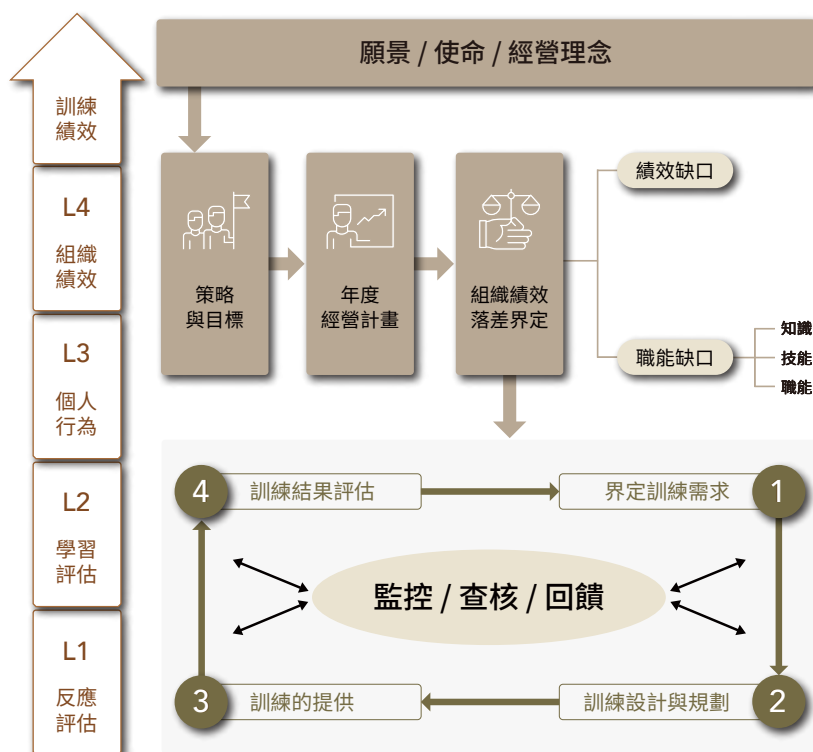 訓練
績效
L4
組織
績效
L3
個人
行為
L2
學習
評估
L1
反應
評估
願景 / 使命 / 經營理念
策略
與目標
年度
經營計畫
組織績效
落差界定
績效缺口
職能缺口
知識
技能
職能
4
訓練結果評估
界定訓練需求
1
監控 / 查核 / 回饋
3
訓練的提供
訓練設計與規劃
2